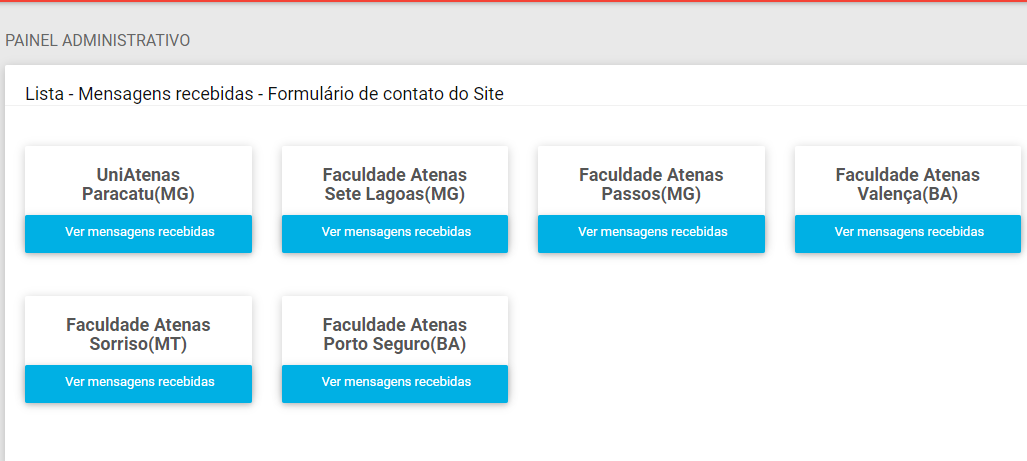 PAINEL ADMINISTRATIVO
Lista - Mensagens recebidas - Formulário de contato do Site
UniAtenas
Paracatu(MG)
Ver mensagens recebidas
Faculdade Atenas
Sete Lagoas(MG)
Ver mensagens recebidas
Faculdade Atenas
Passos(MG)
Ver mensagens recebidas
Faculdade Atenas
Valença(BA)
Ver mensagens recebidas
Faculdade Atenas
Sorriso(MT)
Ver mensagens recebidas
Faculdade Atenas
Porto Seguro(BA)
Ver mensagens recebidas